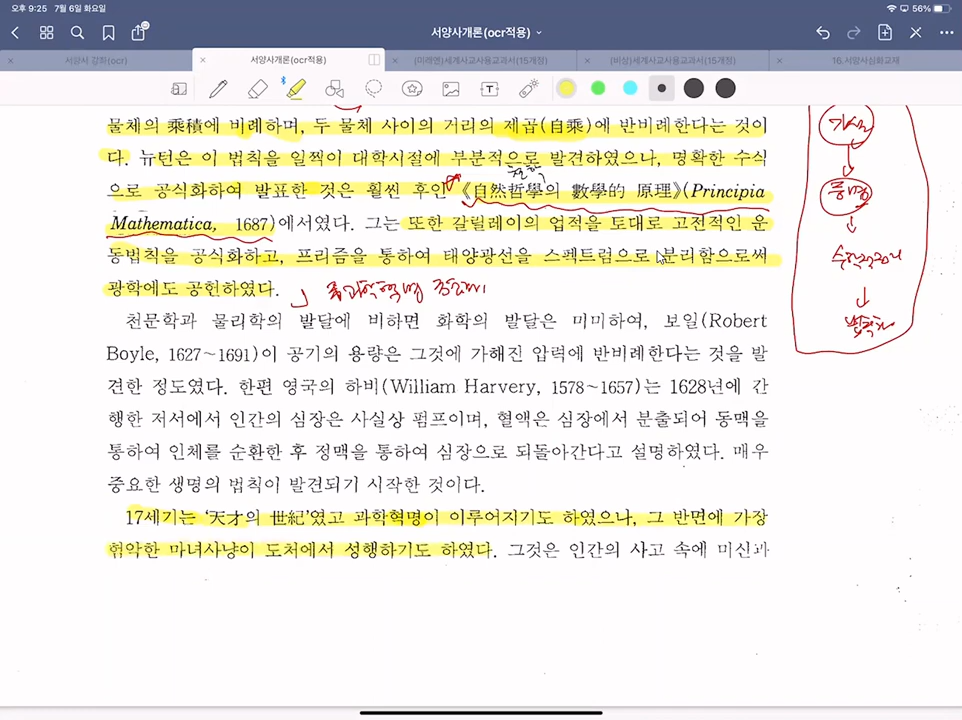 오후 9:25 7월 6일 화요일
56%
서양사개론(ocr적용)
서양사 강좌(ocr)
서양사개론(ocr적용)
(미래엔)세계사교사용교과서(15개정)
(비상)세계사교사용교과서(15개정)
16.서양사심화교재
물체의 乘積에 비례하며, 두 물체 사이의 거리의 제곱(自乘)에 반비례한다는 것이
다. 뉴턴은 이 법칙을 일찍이 대학시절에 부분적으로 발견하였으나, 명확한 수식
철학
으로 공식화하여 발표한 것은 훨씬 후인 《自然哲學의 數學的 原理》(Principia
Mathematica, 1687)에서였다. 그는 또한 갈릴레이의 업적을 토대로 고전적인 운
동법칙을 공식화하고, 프리즘을 통하여 태양광선을 스펙트럼으로 분리함으로써
광학에도 공헌하였다.
천문학과 물리학의 발달에 비하면 화학의 발달은 미미하여, 보일(Robert
Boyle, 1627~1691)이 공기의 용량은 그것에 가해진 압력에 반비례한다는 것을 발
견한 정도였다. 한편 영국의 하비(William Harvery, 1578~1657)는 1628년에 간
행한 저서에서 인간의 심장은 사실상 펌프이며, 혈액은 심장에서 분출되어 동맥을
통하여 인체를 순환한 후 정맥을 통하여 심장으로 되돌아간다고 설명하였다. 매우
중요한 생명의 법칙이 발견되기 시작한 것이다.
17세기는 '天才의 世紀'였고 과학혁명이 이루어지기도 하였으나, 그 반면에 가장
험악한 마녀사냥이 도처에서 성행하기도 하였다. 그것은 인간의 사고 속에 미신과
가설